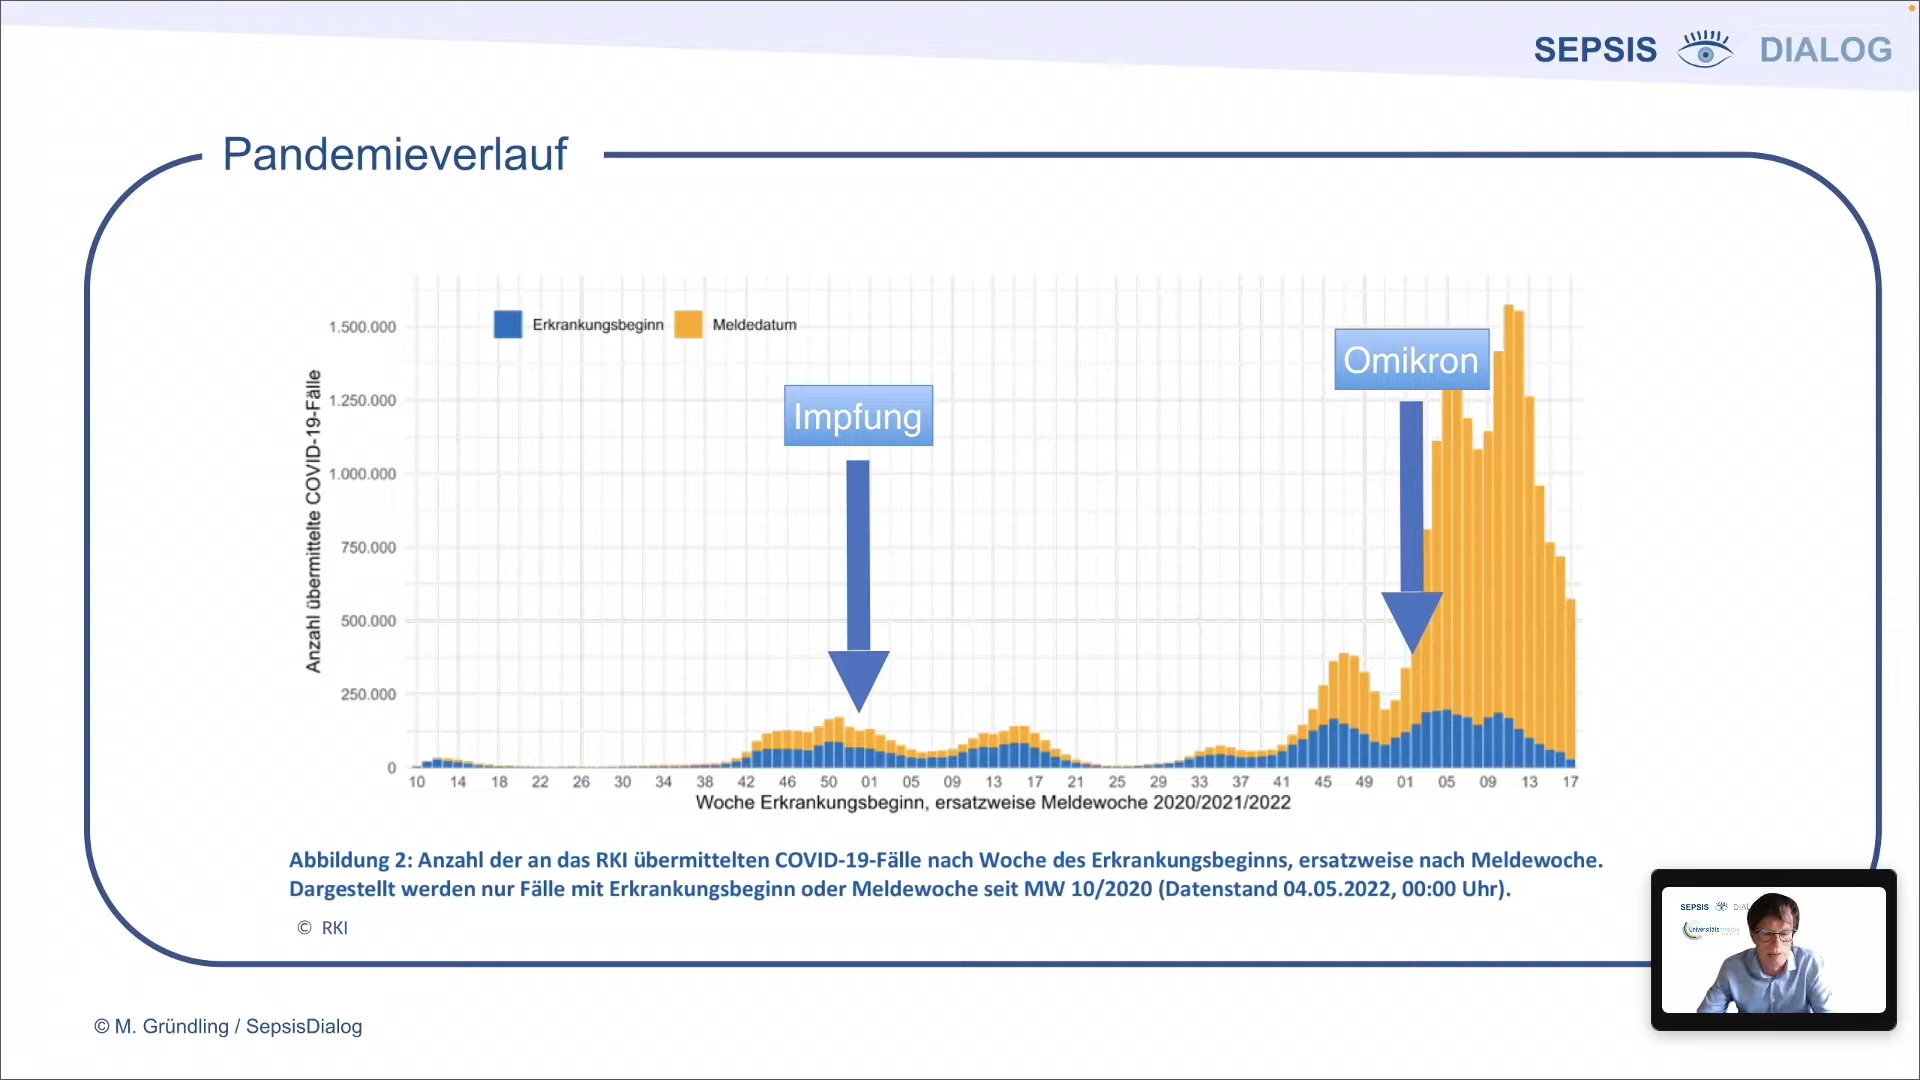 SEPSIS DIALOG
Pandemieverlauf
Erkrankungsbeginn Meldedatum
Impfung
Omikron
Anzahl übermittelte COVID-19-Fälle
1.500.000
1.250.000
1.000.000
750.000
500.000
250.000
0
10 14 18 22 26 30 34 38 42 46 50 01 05 09 13 17 21 25 29 33 37 41 45 49 01 05 09 13 17
Woche Erkrankungsbeginn, ersatzweise Meldewoche 2020/2021/2022
Abbildung 2: Anzahl der an das RKI übermittelten COVID-19-Fälle nach Woche des Erkrankungsbeginns, ersatzweise nach Meldewoche.
Dargestellt werden nur Fälle mit Erkrankungsbeginn oder Meldewoche seit MW 10/2020 (Datenstand 04.05.2022, 00:00 Uhr).
© RKI
© M. Gründling / SepsisDialog
SEPSIS